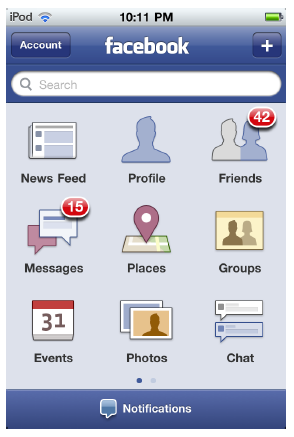 iPod 10:11 PM
Account facebook +
Search
News Feed Profile Friends 42
Messages 15 Places Groups
31
Events Photos Chat
Notifications